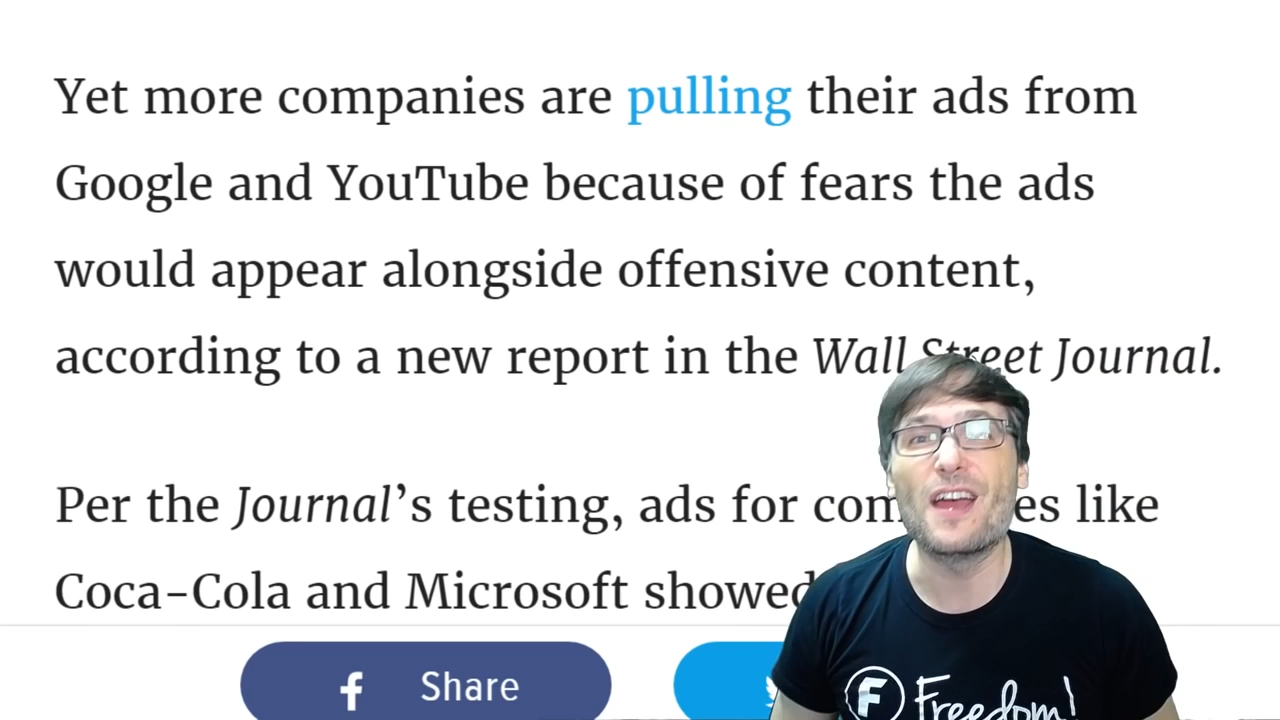 Yet more companies are pulling their ads from
Google and YouTube because of fears the ads
would appear alongside offensive content,
according to a new report in the Wall Street Journal.
Per the Journal’s testing, ads for like
Coca-Cola and Microsoft showed
Share
F Freedom!